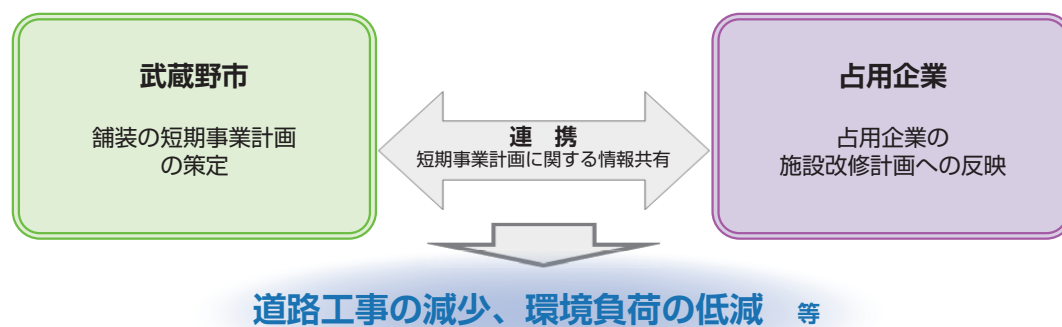 武蔵野市
舗装の短期事業計画
の策定
連　携
短期事業計画に関する情報共有
占用企業
占用企業の
施設改修計画への反映
道路工事の減少、環境負荷の低減　等